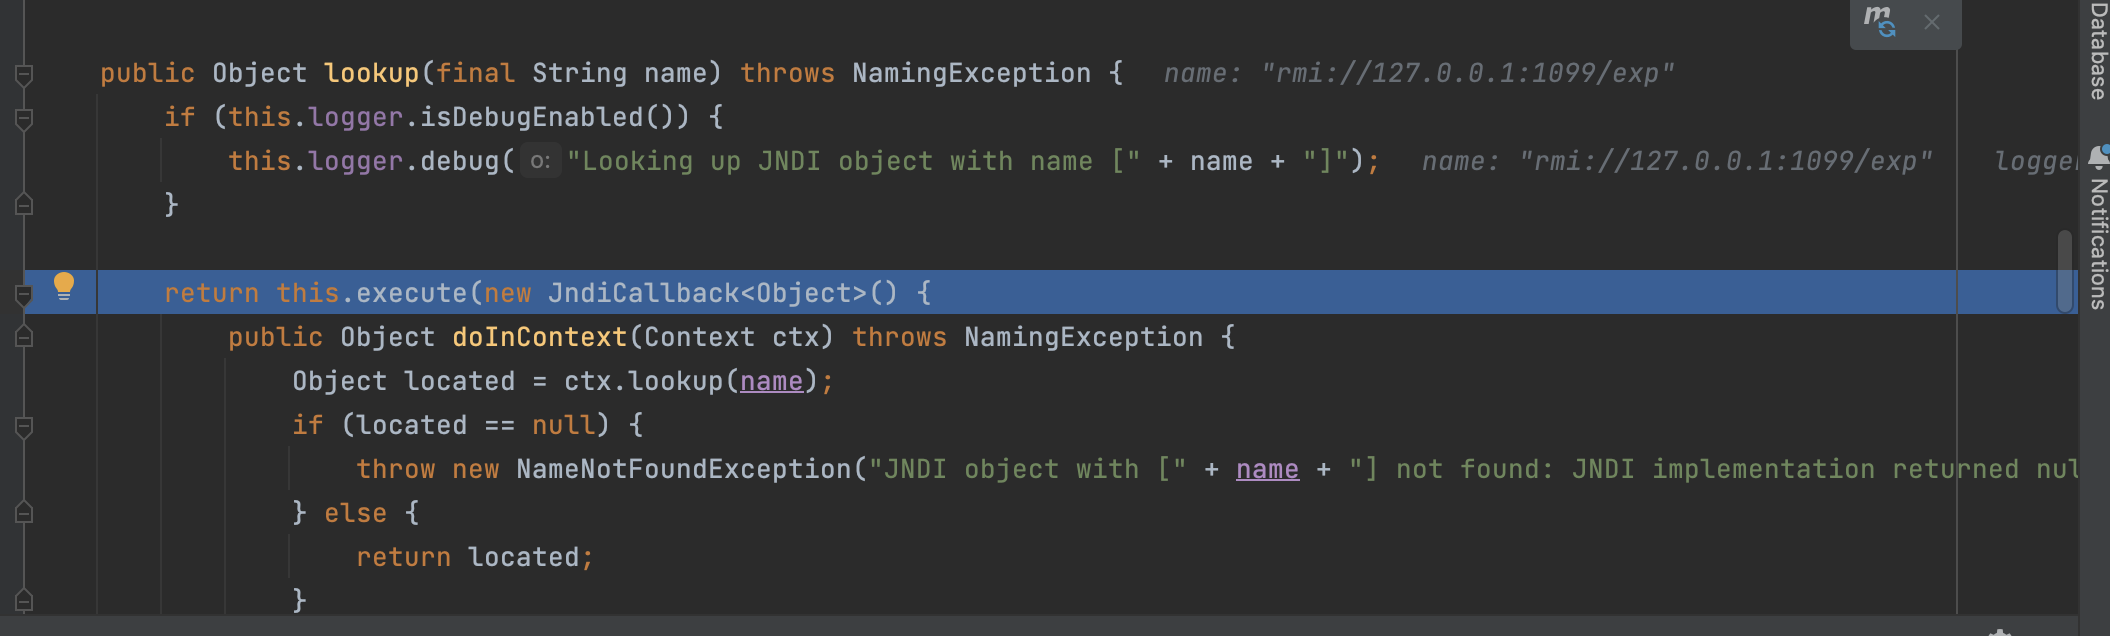 public Object lookup(final String name) throws NamingException {   name: "rmi://127.0.0.1:1099/exp"
if (this.logger.isDebugEnabled()) {
this.logger.debug( o: "Looking up JNDI object with name [" + name + "]");   name: "rmi://127.0.0.1:1099/exp"   logger
}
return this.execute(new JndiCallback<Object>() {
public Object doInContext(Context ctx) throws NamingException {
Object located = ctx.lookup(name);
if (located == null) {
throw new NameNotFoundException("JNDI object with [" + name + "] not found: JNDI implementation returned nul
} else {
return located;
}
m
Database
Notifications